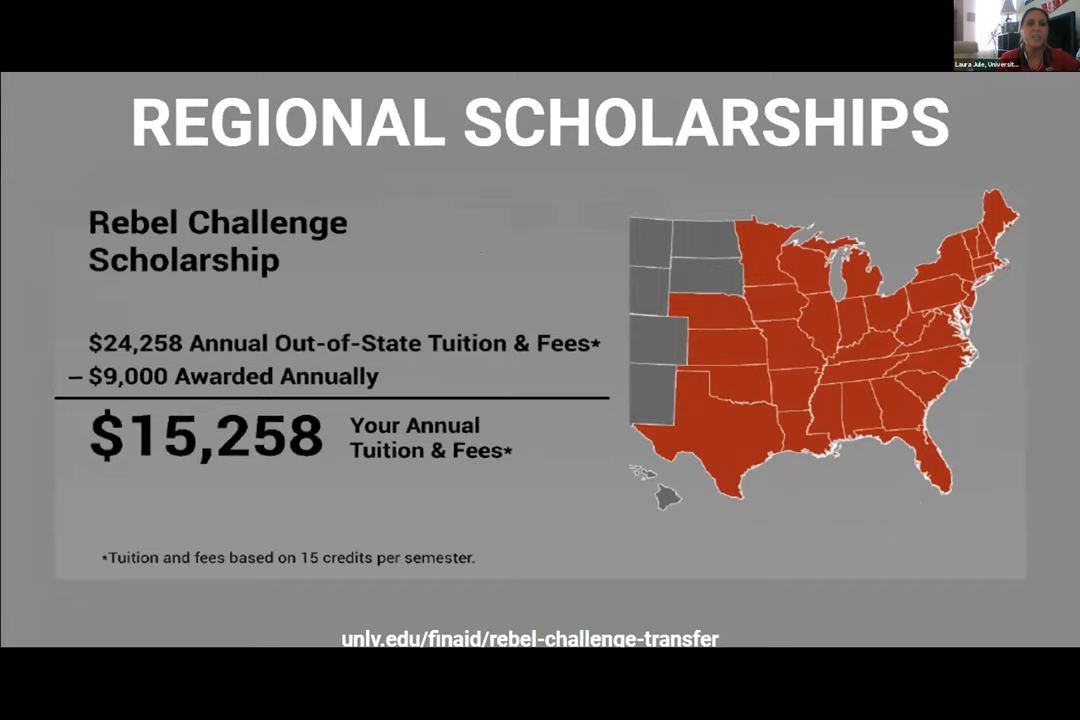 Laura Jule, Universit...
REGIONAL SCHOLARSHIPS
Rebel Challenge
Scholarship
$24,258 Annual Out-of-State Tuition & Fees*
– $9,000 Awarded Annually
$15,258 Your Annual
Tuition & Fees*
*Tuition and fees based on 15 credits per semester.
unlv.edu/finaid/rebel-challenge-transfer